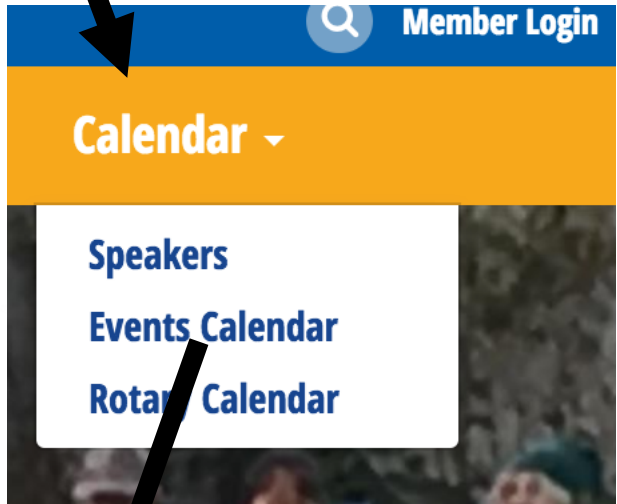 Member Login
Calendar
Speakers
Events Calendar
Rotary Calendar